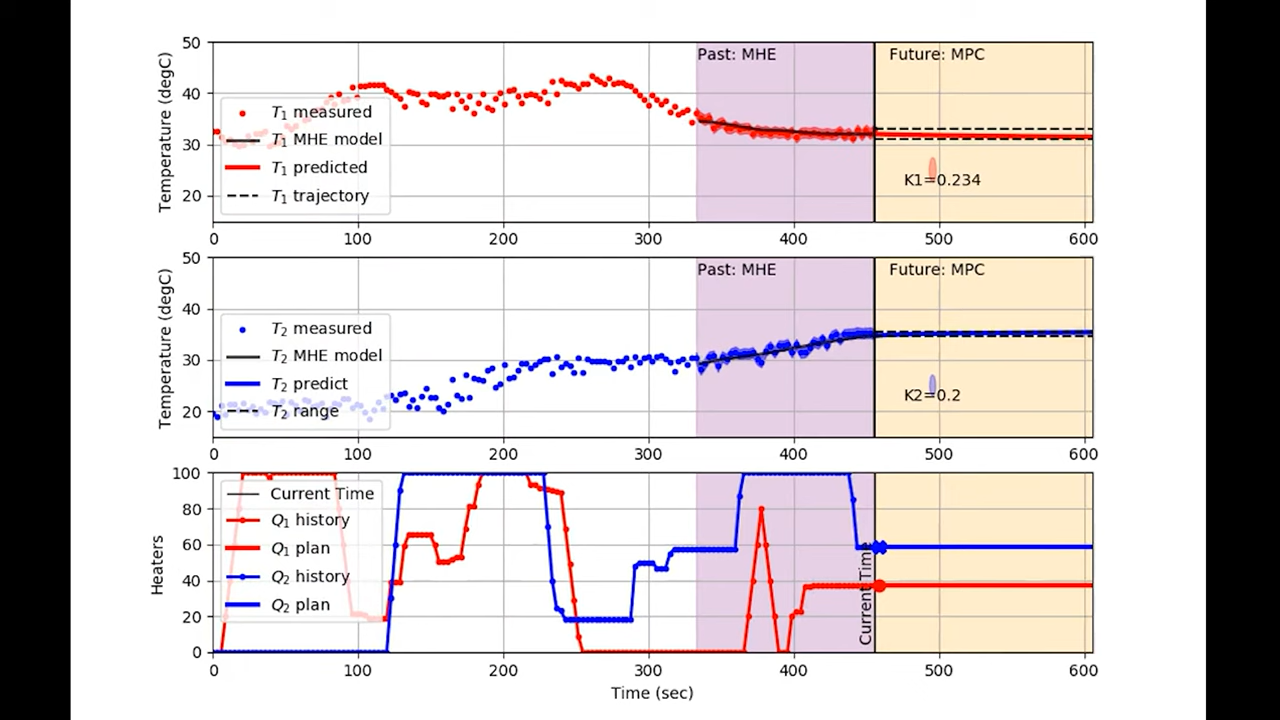 50
40
30
20
Temperature (degC)
Past: MHE
Future: MPC
T1 measured
T1 MHE model
T1 predicted
T1 trajectory
K1=0.234
0 100 200 300 400 500 600
50
40
30
20
Temperature (degC)
Past: MHE
Future: MPC
T2 measured
T2 MHE model
T2 predict
T2 range
K2=0.2
0 100 200 300 400 500 600
100
80
60
40
20
0
Heaters
Current Time
Q1 history
Q1 plan
Q2 history
Q2 plan
Current Time
0 100 200 300 400 500 600
Time (sec)